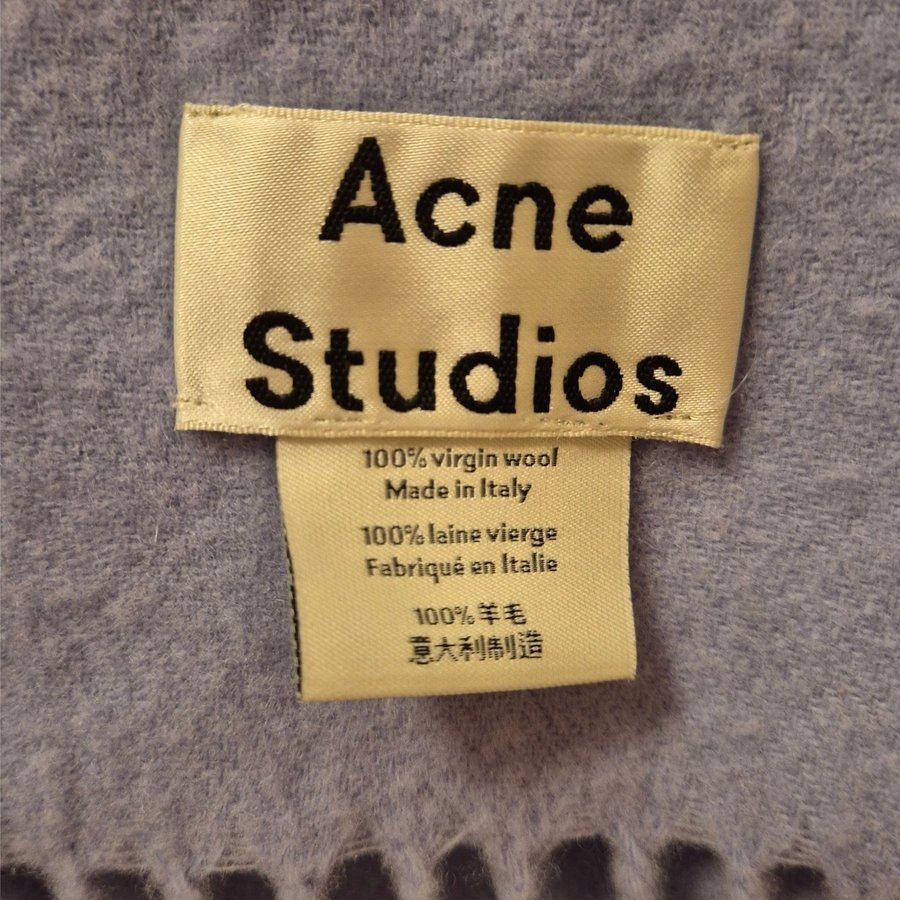 Acne
Studios
100% virgin wool
Made in Italy
100% laine vierge
Fabriqué en Italie
100%羊毛
意大利制造